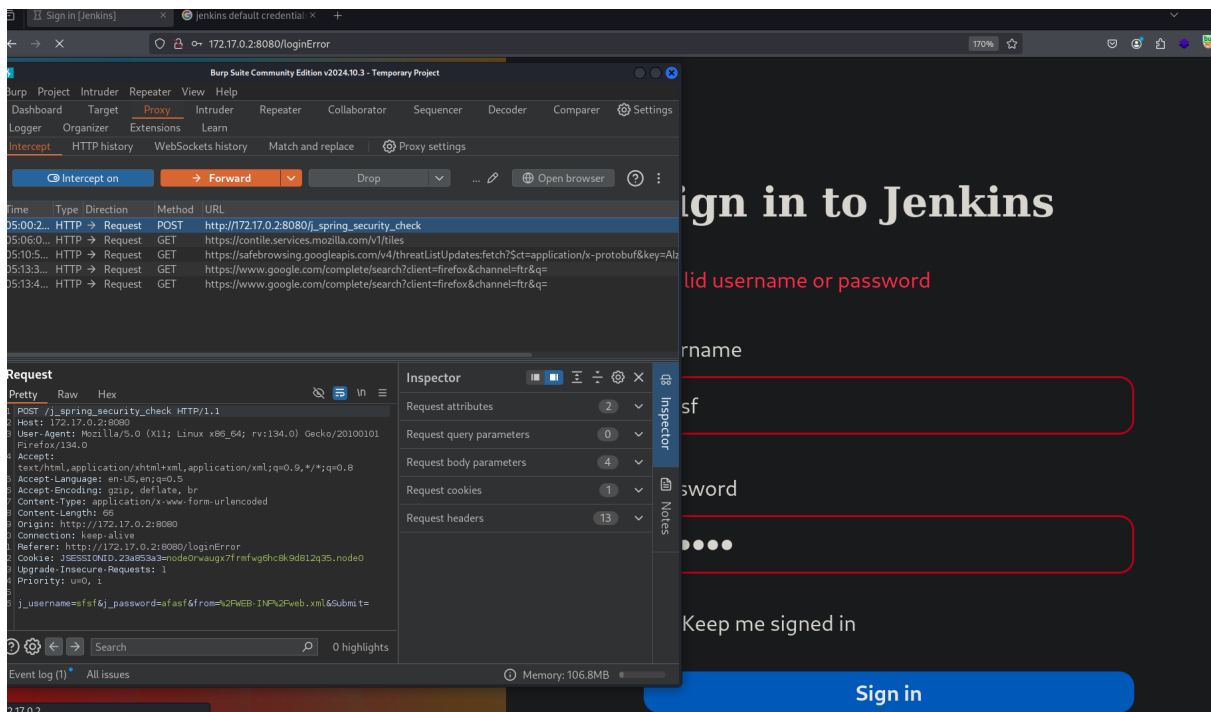 Sign in [Jenkins] × jenkins default credential × +
172.17.0.2:8080/loginError 170%
Burp Suite Community Edition v2024.10.3 - Temporary Project
Burp Project Intruder Repeater View Help
Dashboard Target Proxy Intruder Repeater Collaborator Sequencer Decoder Comparer Settings
Logger Organizer Extensions Learn
Intercept HTTP history WebSockets history Match and replace Proxy settings
Intercept on → Forward Drop ... Open browser
Time Type Direction Method URL
05:00:2... HTTP → Request POST http://172.17.0.2:8080/j_spring_security_check
05:06:0... HTTP → Request GET https://contile.services.mozilla.com/v1/tiles
05:10:5... HTTP → Request GET https://safebrowsing.googleapis.com/v4/threatListUpdates:fetch?$ct=application/x-protobuf&key=AIz
05:13:3... HTTP → Request GET https://www.google.com/complete/search?client=firefox&channel=ftr&q=
05:13:4... HTTP → Request GET https://www.google.com/complete/search?client=firefox&channel=ftr&q=
Request
Pretty Raw Hex \n
1 POST /j_spring_security_check HTTP/1.1
2 Host: 172.17.0.2:8080
3 User-Agent: Mozilla/5.0 (X11; Linux x86_64; rv:134.0) Gecko/20100101
Firefox/134.0
4 Accept:
text/html,application/xhtml+xml,application/xml;q=0.9,*/*;q=0.8
5 Accept-Language: en-US,en;q=0.5
6 Accept-Encoding: gzip, deflate, br
7 Content-Type: application/x-www-form-urlencoded
8 Content-Length: 66
9 Origin: http://172.17.0.2:8080
0 Connection: keep-alive
1 Referer: http://172.17.0.2:8080/loginError
2 Cookie: JSESSIONID.23a853a3=node0rwaugx7frmfwg6hc8k9d812q35.node0
3 Upgrade-Insecure-Requests: 1
4 Priority: u=0, i
5
6 j_username=sfsf&j_password=afasf&from=%2FWEB-INF%2Fweb.xml&Submit=
Search 0 highlights
Event log (1) All issues Memory: 106.8MB
Inspector
Request attributes 2
Request query parameters 0
Request body parameters 4
Request cookies 1
Request headers 13
Inspector
Notes
ign in to Jenkins
lid username or password
rname
sf
sword
Keep me signed in
Sign in